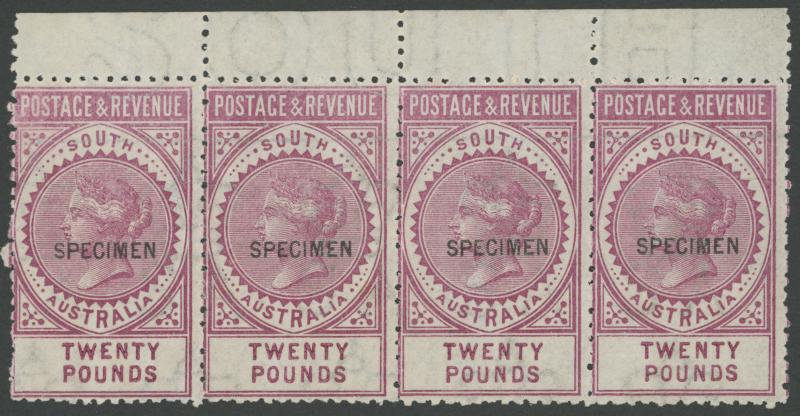 POSTAGE & REVENUE
SOUTH
SPECIMEN
AUSTRALIA
TWENTY
POUNDS
POSTAGE & REVENUE
SOUTH
SPECIMEN
AUSTRALIA
TWENTY
POUNDS
POSTAGE & REVENUE
SOUTH
SPECIMEN
AUSTRALIA
TWENTY
POUNDS
POSTAGE & REVENUE
SOUTH
SPECIMEN
AUSTRALIA
TWENTY
POUNDS